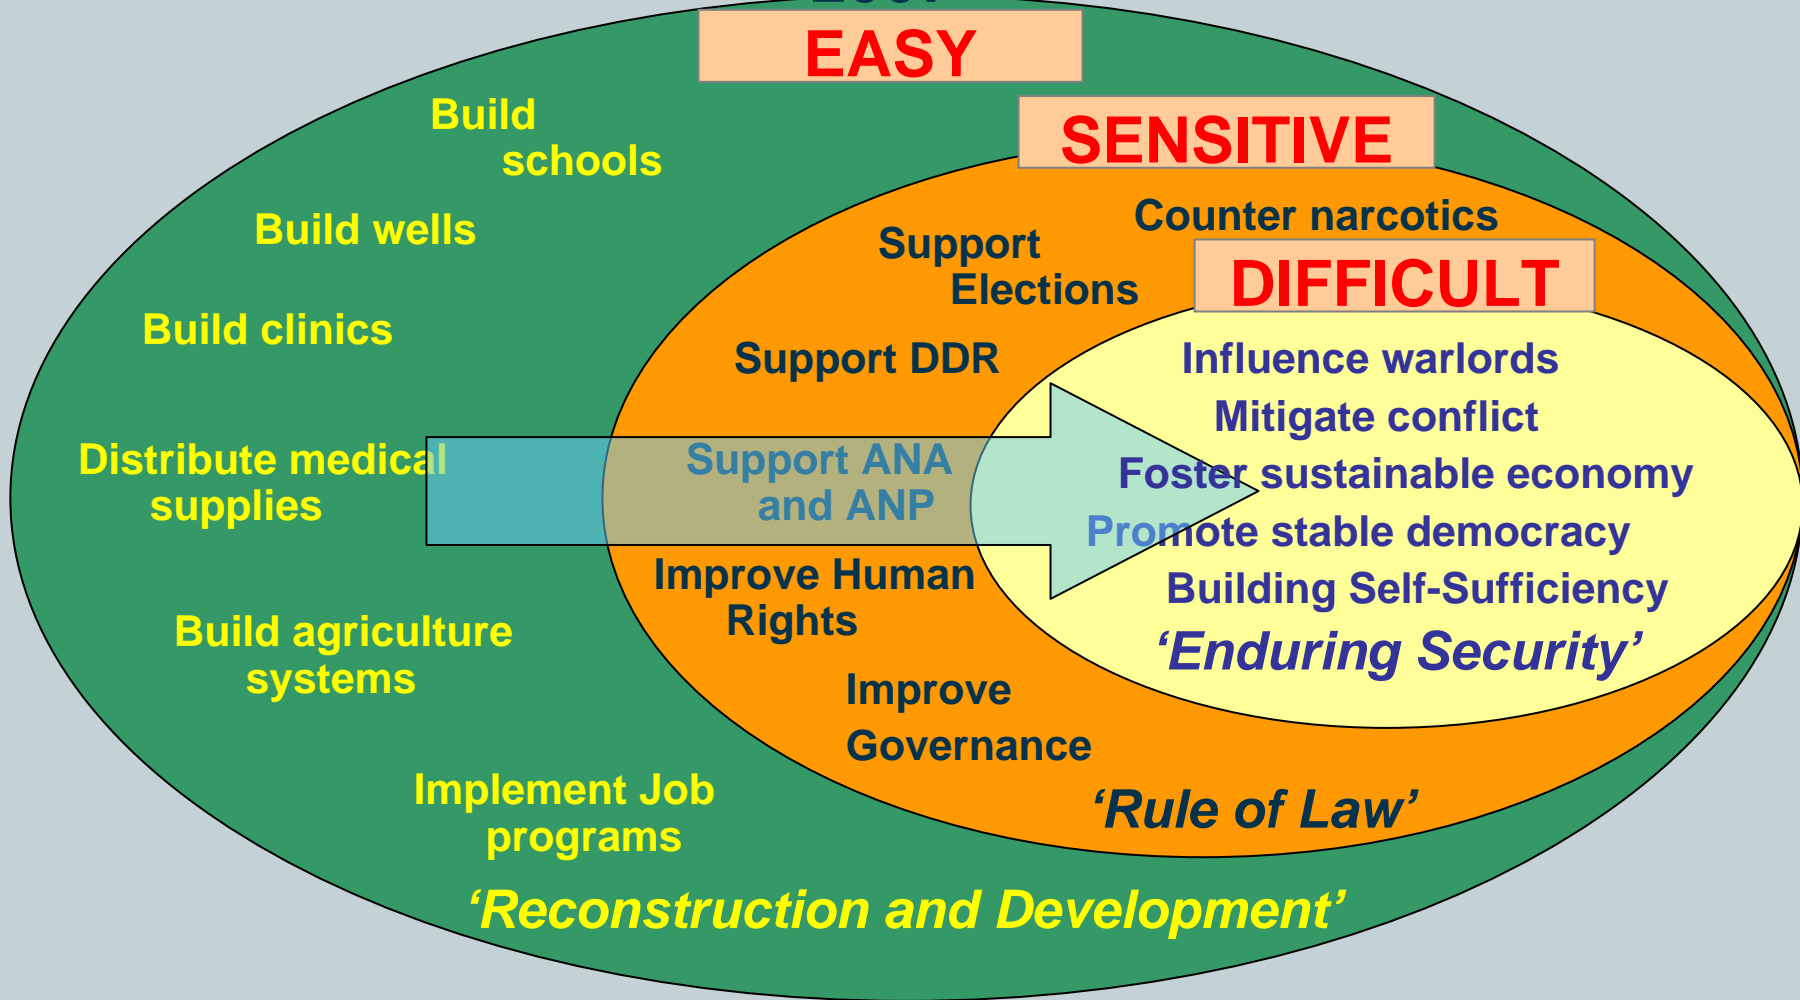 EASY
Build
schools
Build wells
Build clinics
Distribute medical
supplies
Build agriculture
systems
Implement Job
programs
‘Reconstruction and Development’
SENSITIVE
Counter narcotics
Support
Elections
Support DDR
Support ANA
and ANP
Improve Human
Rights
Improve
Governance
‘Rule of Law’
DIFFICULT
Influence warlords
Mitigate conflict
Foster sustainable economy
Promote stable democracy
Building Self-Sufficiency
‘Enduring Security’